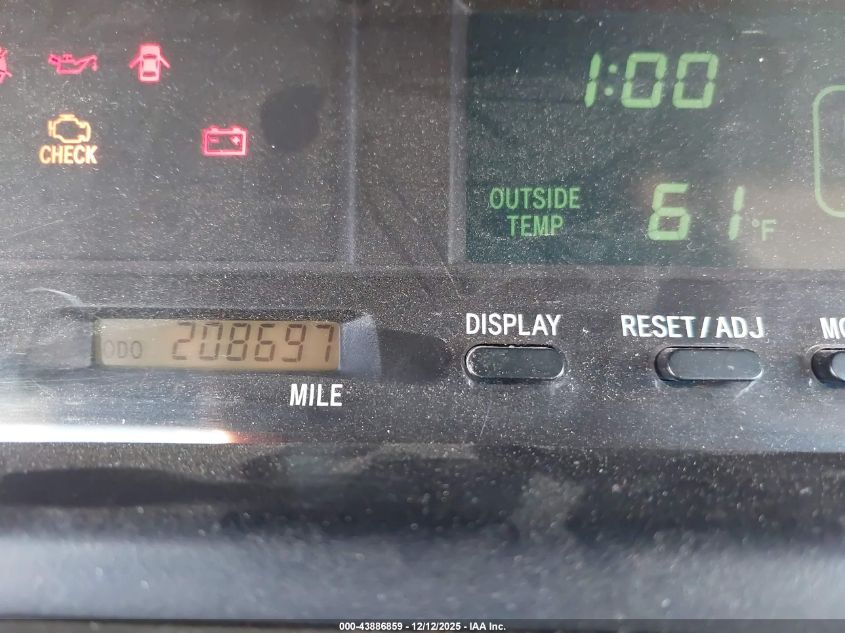 1:00
CHECK
OUTSIDE
TEMP
61°F
DISPLAY
RESET/ADJ
ODO 208697
MILE
000-43886859 - 12/12/2025 - IAA Inc.